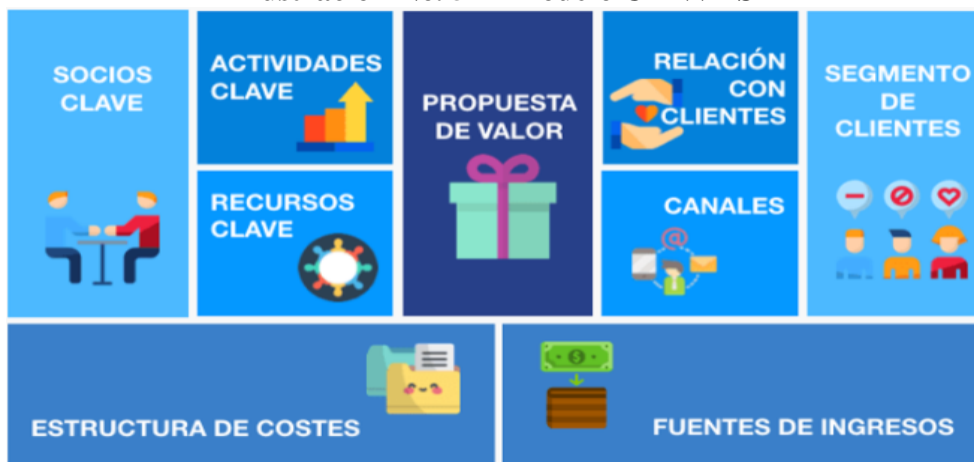 SOCIOS
CLAVE
ACTIVIDADES
CLAVE
RECURSOS
CLAVE
PROPUESTA
DE VALOR
RELACIÓN
CON
CLIENTES
CANALES
SEGMENTO
DE
CLIENTES
ESTRUCTURA DE COSTES
FUENTES DE INGRESOS